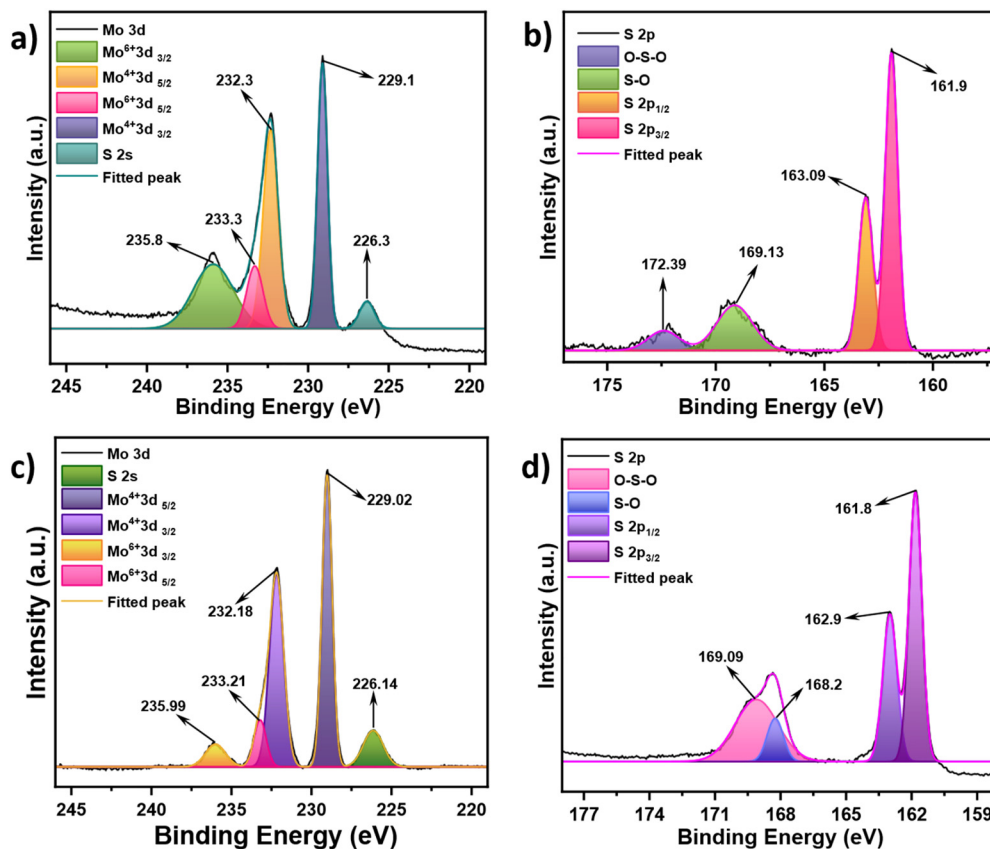 a)
Mo 3d
Mo⁶⁺3d 3/2
Mo⁴⁺3d 5/2
Mo⁶⁺3d 5/2
Mo⁴⁺3d 3/2
S 2s
Fitted peak
232.3
229.1
233.3
235.8
226.3
Intensity (a.u.)
245 240 235 230 225 220
Binding Energy (eV)
b)
S 2p
O-S-O
S-O
S 2p1/2
S 2p3/2
Fitted peak
161.9
163.09
169.13
172.39
Intensity (a.u.)
175 170 165 160
Binding Energy (eV)
c)
Mo 3d
S 2s
Mo⁴⁺3d 5/2
Mo⁴⁺3d 3/2
Mo⁶⁺3d 3/2
Mo⁶⁺3d 5/2
Fitted peak
229.02
232.18
233.21
235.99
226.14
Intensity (a.u.)
245 240 235 230 225 220
Binding Energy (eV)
d)
S 2p
O-S-O
S-O
S 2p1/2
S 2p3/2
Fitted peak
161.8
162.9
169.09
168.2
Intensity (a.u.)
177 174 171 168 165 162 159
Binding Energy (eV)